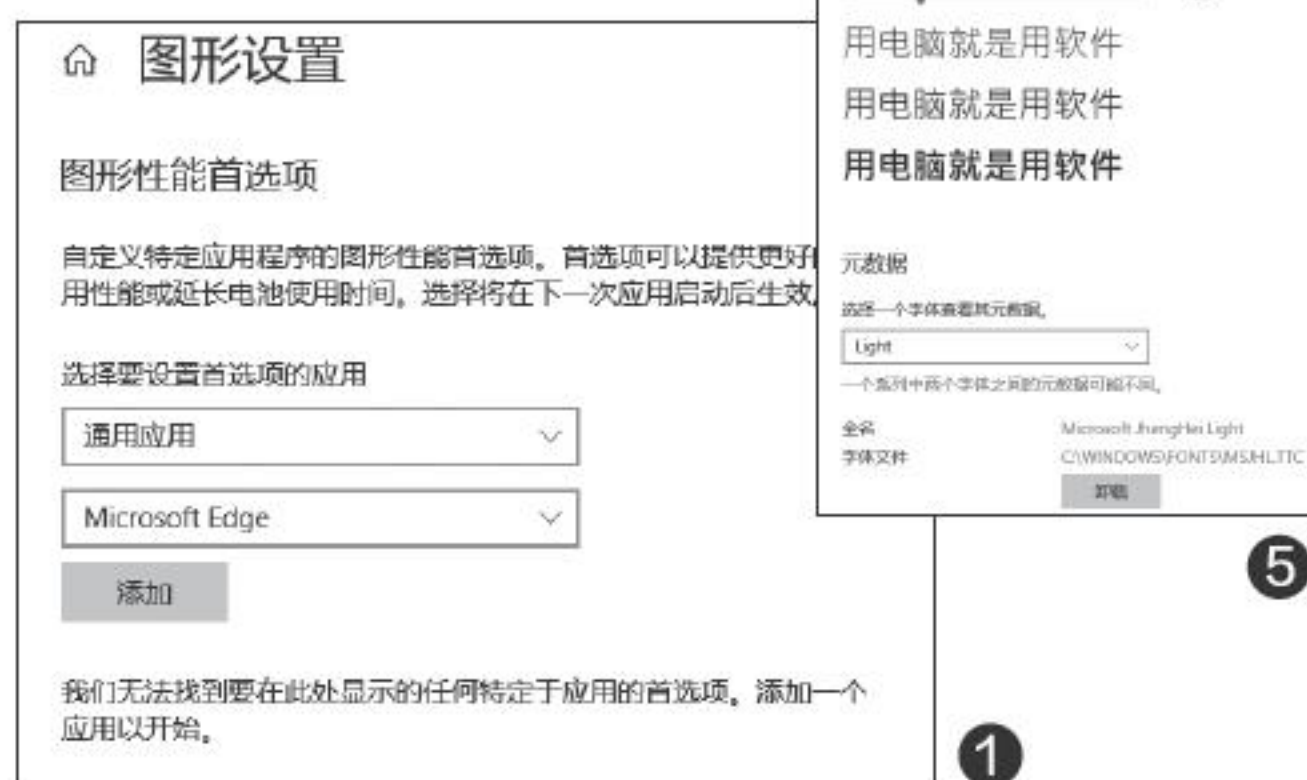 图形设置
图形性能首选项
自定义特定应用程序的图形性能首选项。首选项可以提供更好
用性能或延长电池使用时间。选择将在下一次应用启动后生效
选择要设置首选项的应用
通用应用
Microsoft Edge
添加
我们无法找到要在此处显示的任何特定于应用的首选项。添加一个
应用以开始。
1
用电脑就是用软件
用电脑就是用软件
用电脑就是用软件
元数据
选择一个字体查看其元数据。
Light
一个系列中两个字体之间的元数据可能不同。
全名 Microsoft JhengHei Light
字体文件 C:\WINDOWS\FONTS\MSJHL.TTC
卸载
5